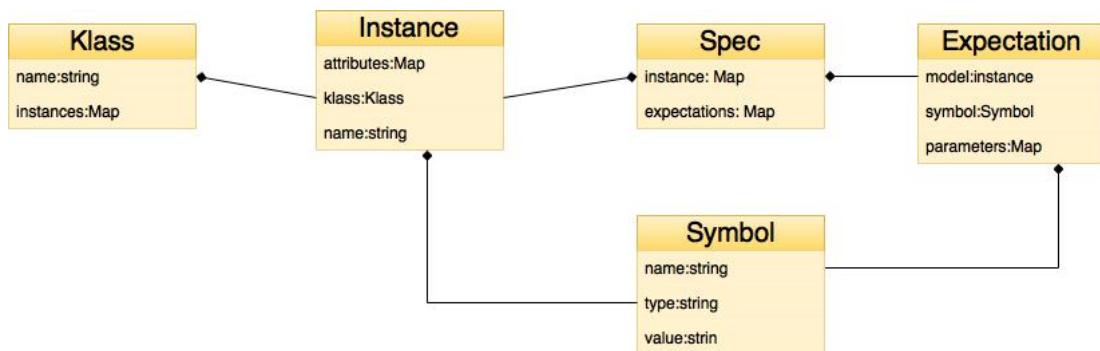 Klass
name:string
instances:Map
Instance
attributes:Map
klass:Klass
name:string
Spec
instance: Map
expectations: Map
Expectation
model:instance
symbol:Symbol
parameters:Map
Symbol
name:string
type:string
value:strin